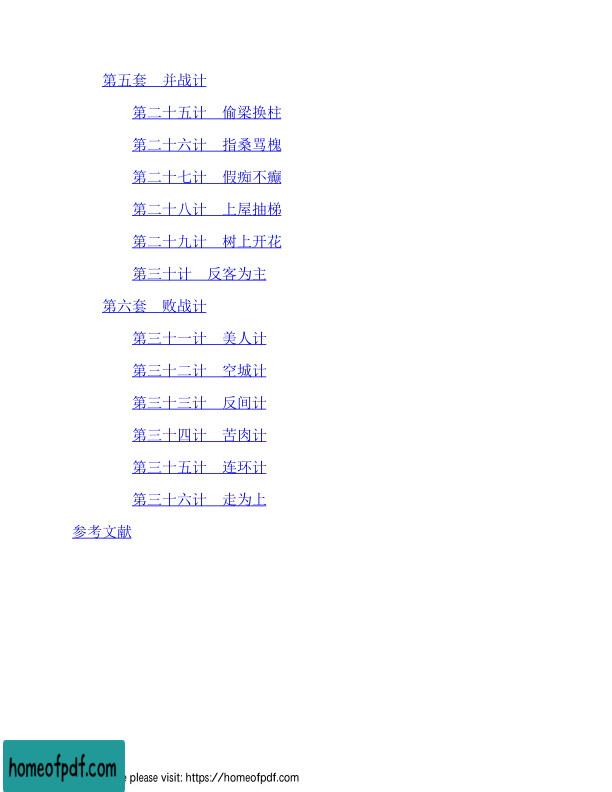 第五套　并战计
第二十五计　偷梁换柱
第二十六计　指桑骂槐
第二十七计　假痴不癫
第二十八计　上屋抽梯
第二十九计　树上开花
第三十计　反客为主
第六套　败战计
第三十一计　美人计
第三十二计　空城计
第三十三计　反间计
第三十四计　苦肉计
第三十五计　连环计
第三十六计　走为上
参考文献
homeofpdf.com
please visit: https://homeofpdf.com